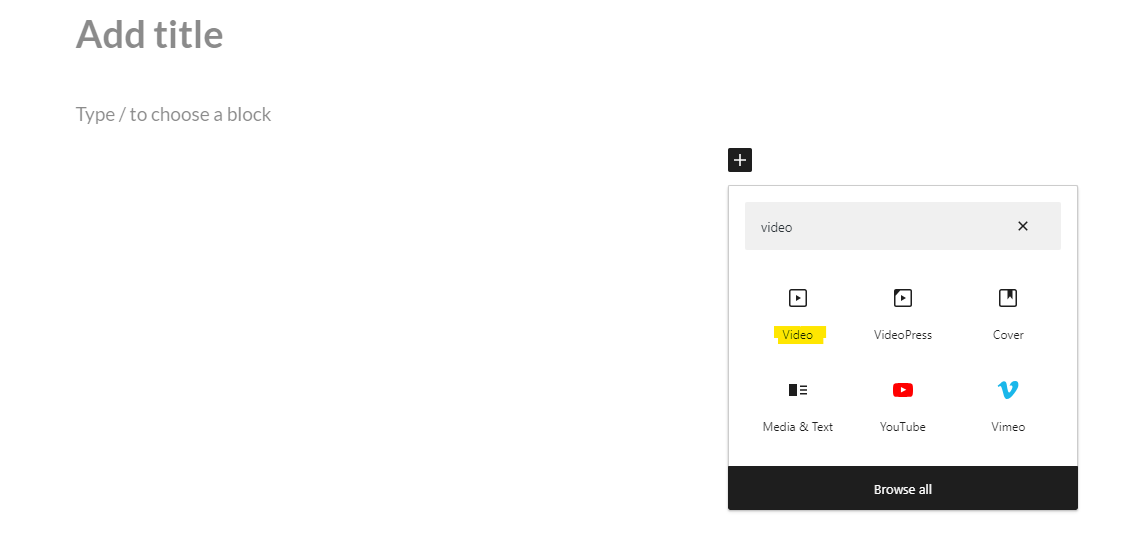 Add title
Type / to choose a block
video
Video
VideoPress
Cover
Media & Text
YouTube
Vimeo
Browse all